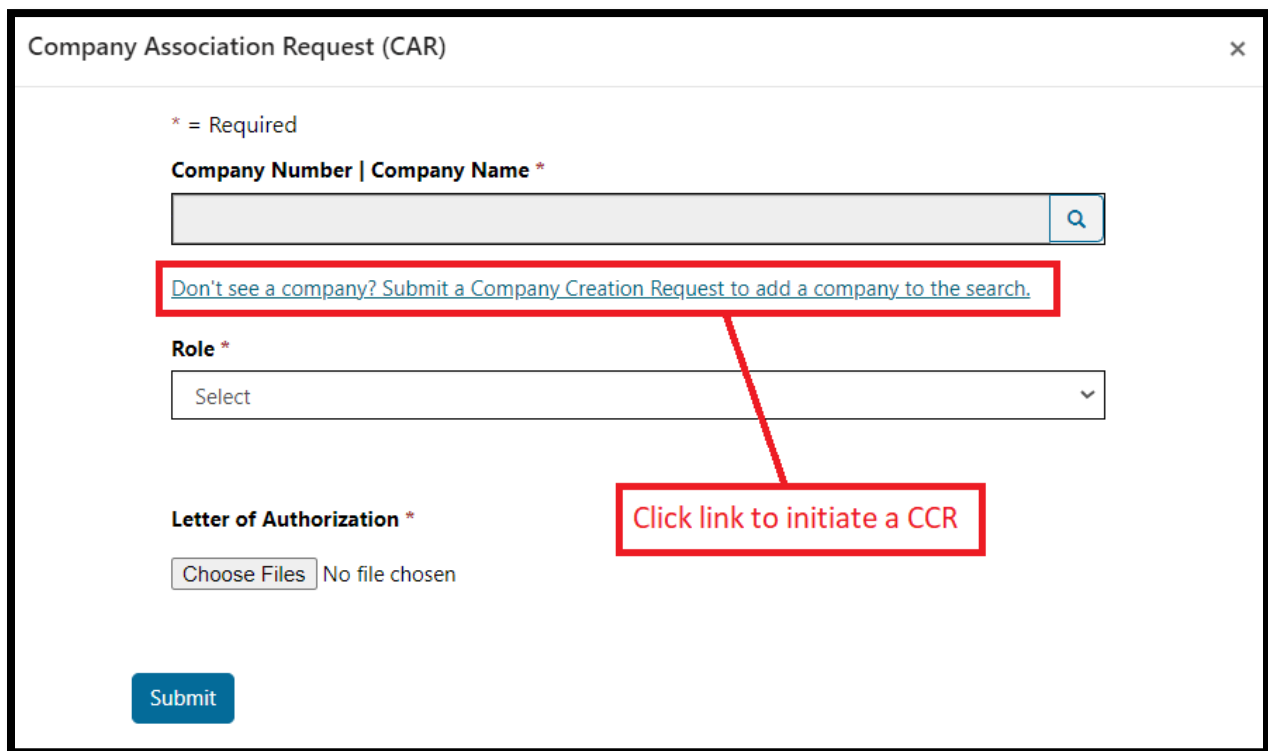 Company Association Request (CAR)
×
* = Required
Company Number | Company Name *
Don't see a company? Submit a Company Creation Request to add a company to the search.
Role *
Select
Click link to initiate a CCR
Letter of Authorization *
Choose Files No file chosen
Submit